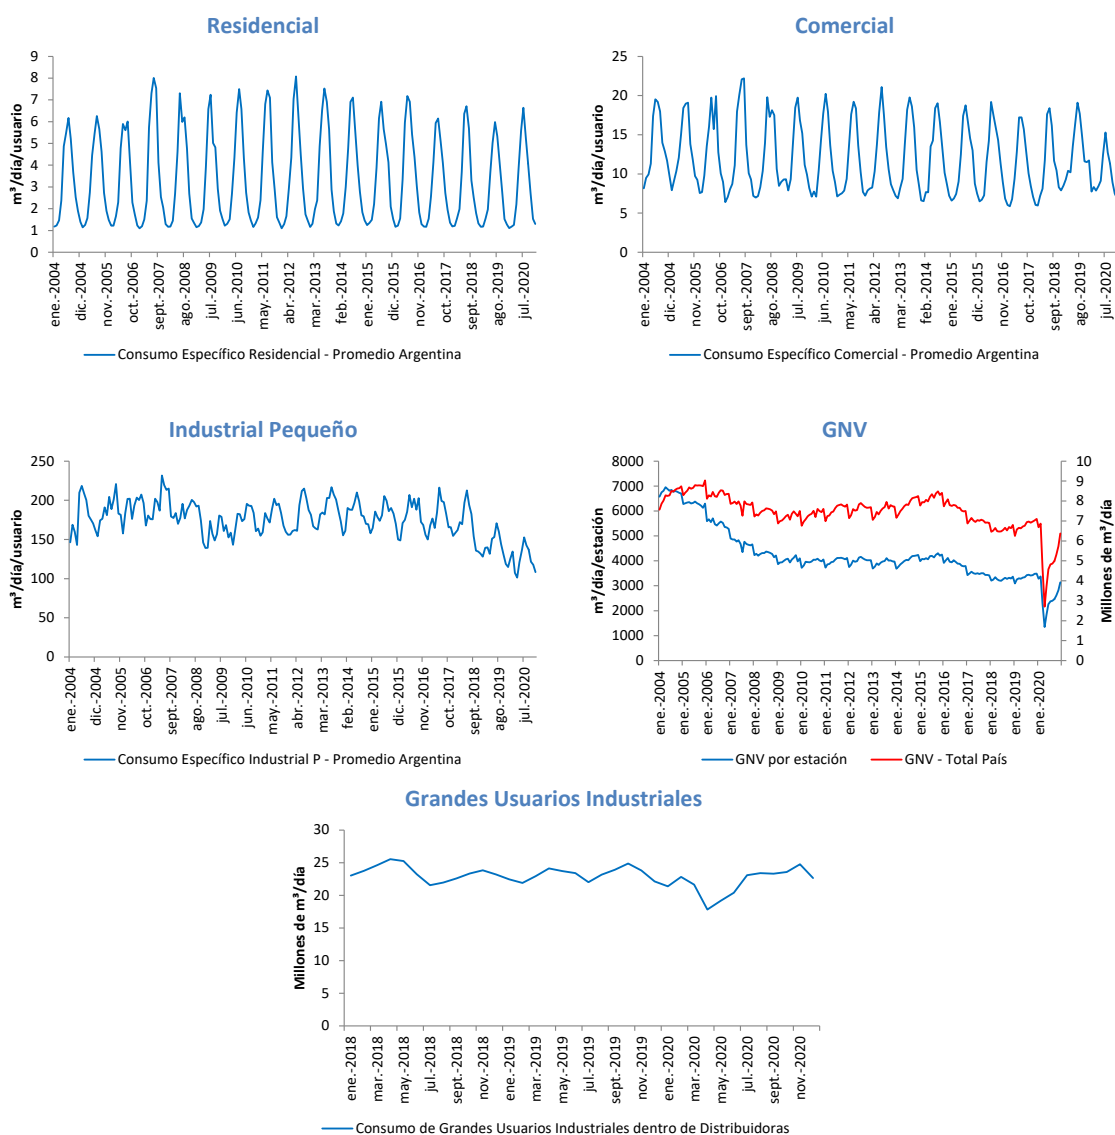 Residencial
m³/día/usuario
9
8
7
6
5
4
3
2
1
0
ene.-2004
dic.-2004
nov.-2005
oct.-2006
sept.-2007
ago.-2008
jul.-2009
jun.-2010
may.-2011
abr.-2012
mar.-2013
feb.-2014
ene.-2015
dic.-2015
nov.-2016
oct.-2017
sept.-2018
ago.-2019
jul.-2020
Consumo Específico Residencial - Promedio Argentina
Comercial
m³/día/usuario
25
20
15
10
5
0
ene.-2004
dic.-2004
nov.-2005
oct.-2006
sept.-2007
ago.-2008
jul.-2009
jun.-2010
may.-2011
abr.-2012
mar.-2013
feb.-2014
ene.-2015
dic.-2015
nov.-2016
oct.-2017
sept.-2018
ago.-2019
jul.-2020
Consumo Específico Comercial - Promedio Argentina
Industrial Pequeño
m³/día/usuario
250
200
150
100
50
0
ene.-2004
dic.-2004
nov.-2005
oct.-2006
sept.-2007
ago.-2008
jul.-2009
jun.-2010
may.-2011
abr.-2012
mar.-2013
feb.-2014
ene.-2015
dic.-2015
nov.-2016
oct.-2017
sept.-2018
ago.-2019
jul.-2020
Consumo Específico Industrial P - Promedio Argentina
GNV
m³/día/estación
8000
7000
6000
5000
4000
3000
2000
1000
0
10
9
8
7
6
5
4
3
2
1
0
Millones de m³/día
ene.-2004
ene.-2005
ene.-2006
ene.-2007
ene.-2008
ene.-2009
ene.-2010
ene.-2011
ene.-2012
ene.-2013
ene.-2014
ene.-2015
ene.-2016
ene.-2017
ene.-2018
ene.-2019
ene.-2020
GNV por estación
GNV - Total País
Grandes Usuarios Industriales
Millones de m³/día
30
25
20
15
10
5
0
ene.-2018
mar.-2018
may.-2018
jul.-2018
sept.-2018
nov.-2018
ene.-2019
mar.-2019
may.-2019
jul.-2019
sept.-2019
nov.-2019
ene.-2020
mar.-2020
may.-2020
jul.-2020
sept.-2020
nov.-2020
Consumo de Grandes Usuarios Industriales dentro de Distribuidoras